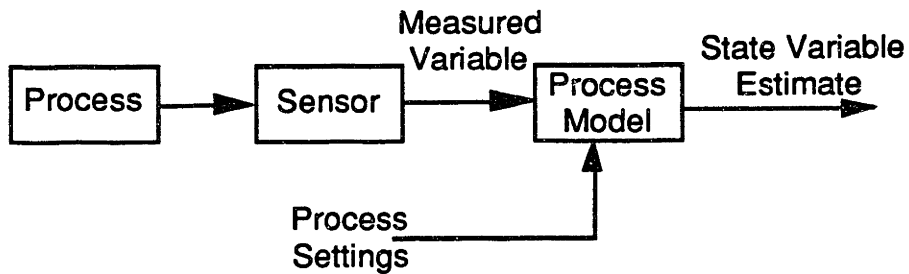 Process
Sensor
Measured
Variable
Process
Model
State Variable
Estimate
Process
Settings